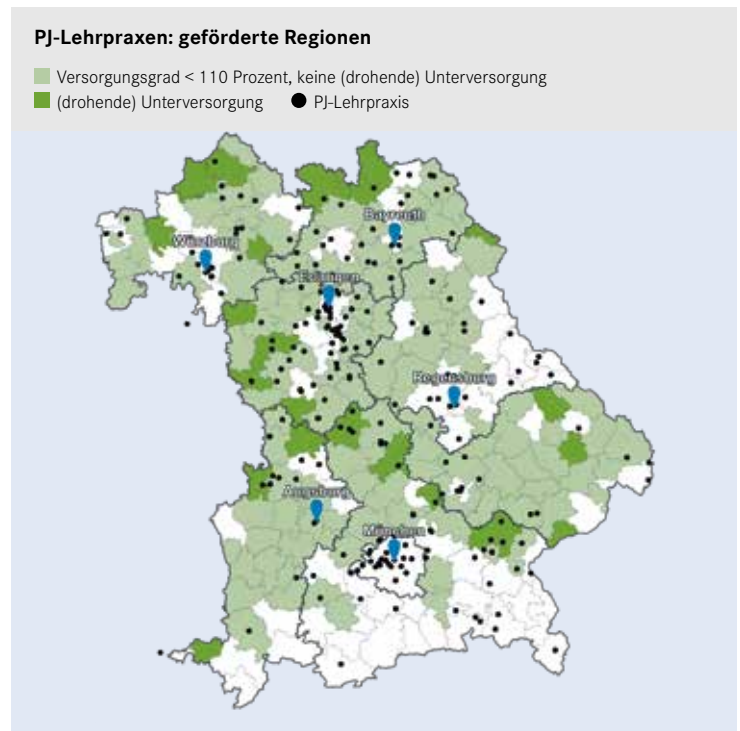 PJ-Lehrpraxen: geförderte Regionen
Versorgungsgrad < 110 Prozent, keine (drohende) Unterversorgung
(drohende) Unterversorgung PJ-Lehrpraxis
Bayreuth
Würzburg
Erlangen
Regensburg
Augsburg
München